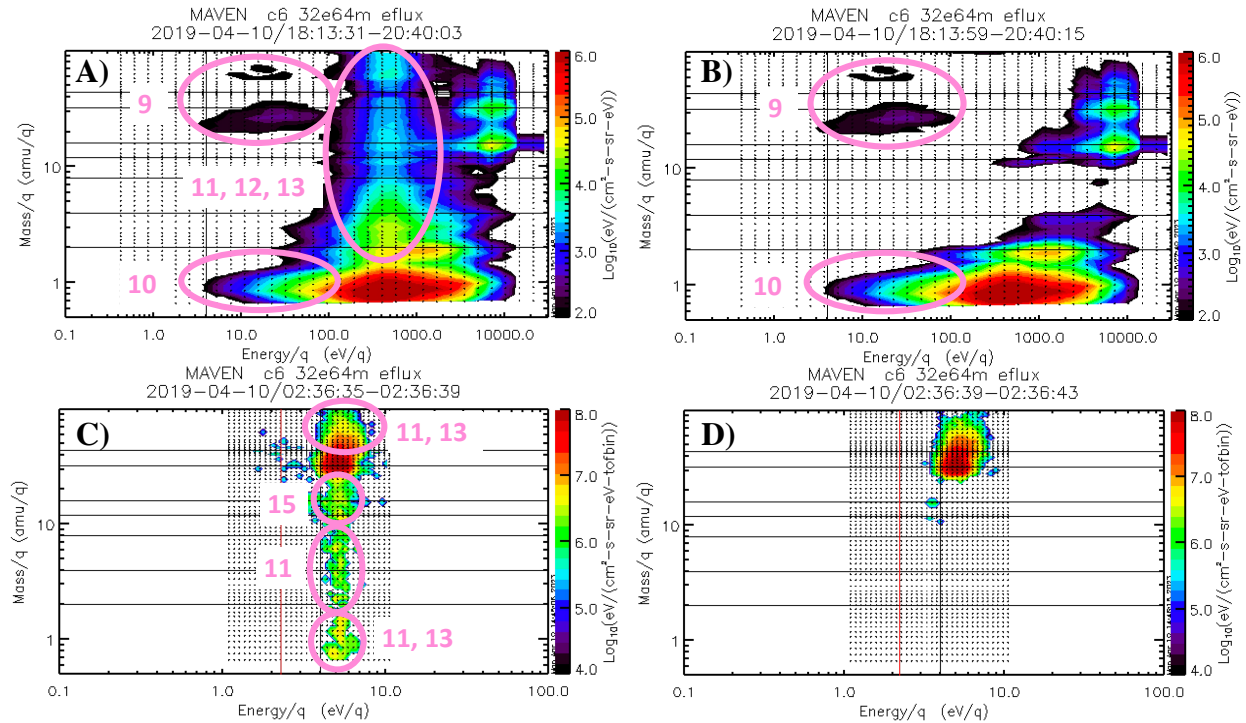 MAVEN c6 32e64m eflux
2019-04-10/18:13:31-20:40:03
A)
9
11, 12, 13
10
Mass/q (amu/q)
10
1
0.1 1.0 10.0 100.0 1000.0 10000.0
Energy/q (eV/q)
6.0
5.0
4.0
3.0
2.0
Log10(eV/(cm²-s-sr-eV))
MAVEN c6 32e64m eflux
2019-04-10/18:13:59-20:40:15
B)
9
10
Mass/q (amu/q)
10
1
0.1 1.0 10.0 100.0 1000.0 10000.0
Energy/q (eV/q)
6.0
5.0
4.0
3.0
2.0
Log10(eV/(cm²-s-sr-eV))
MAVEN c6 32e64m eflux
2019-04-10/02:36:35-02:36:39
C)
11, 13
15
11
11, 13
Mass/q (amu/q)
10
1
0.1 1.0 10.0 100.0
Energy/q (eV/q)
8.0
7.0
6.0
5.0
4.0
Log10(eV/(cm²-s-sr-eV-tofbin))
MAVEN c6 32e64m eflux
2019-04-10/02:36:39-02:36:43
D)
Mass/q (amu/q)
10
1
0.1 1.0 10.0 100.0
Energy/q (eV/q)
8.0
7.0
6.0
5.0
4.0
Log10(eV/(cm²-s-sr-eV-tofbin))